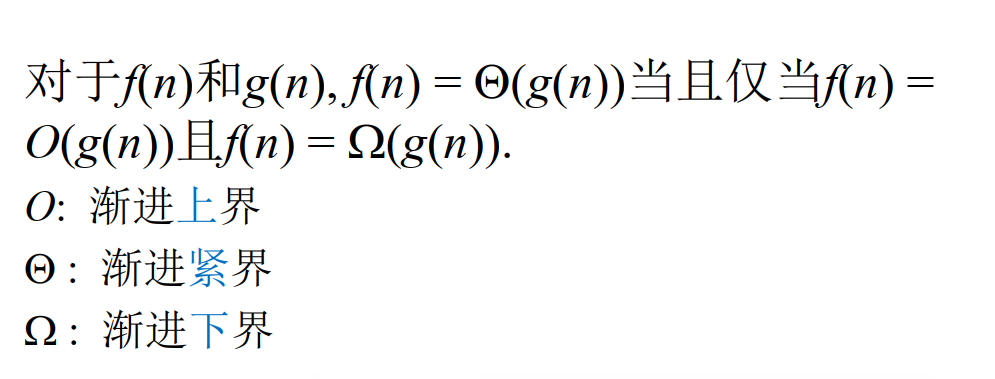 对于f(n)和g(n), f(n) = Θ(g(n))当且仅当f(n) =
O(g(n))且f(n) = Ω(g(n)).
O: 渐进上界
Θ : 渐进紧界
Ω : 渐进下界